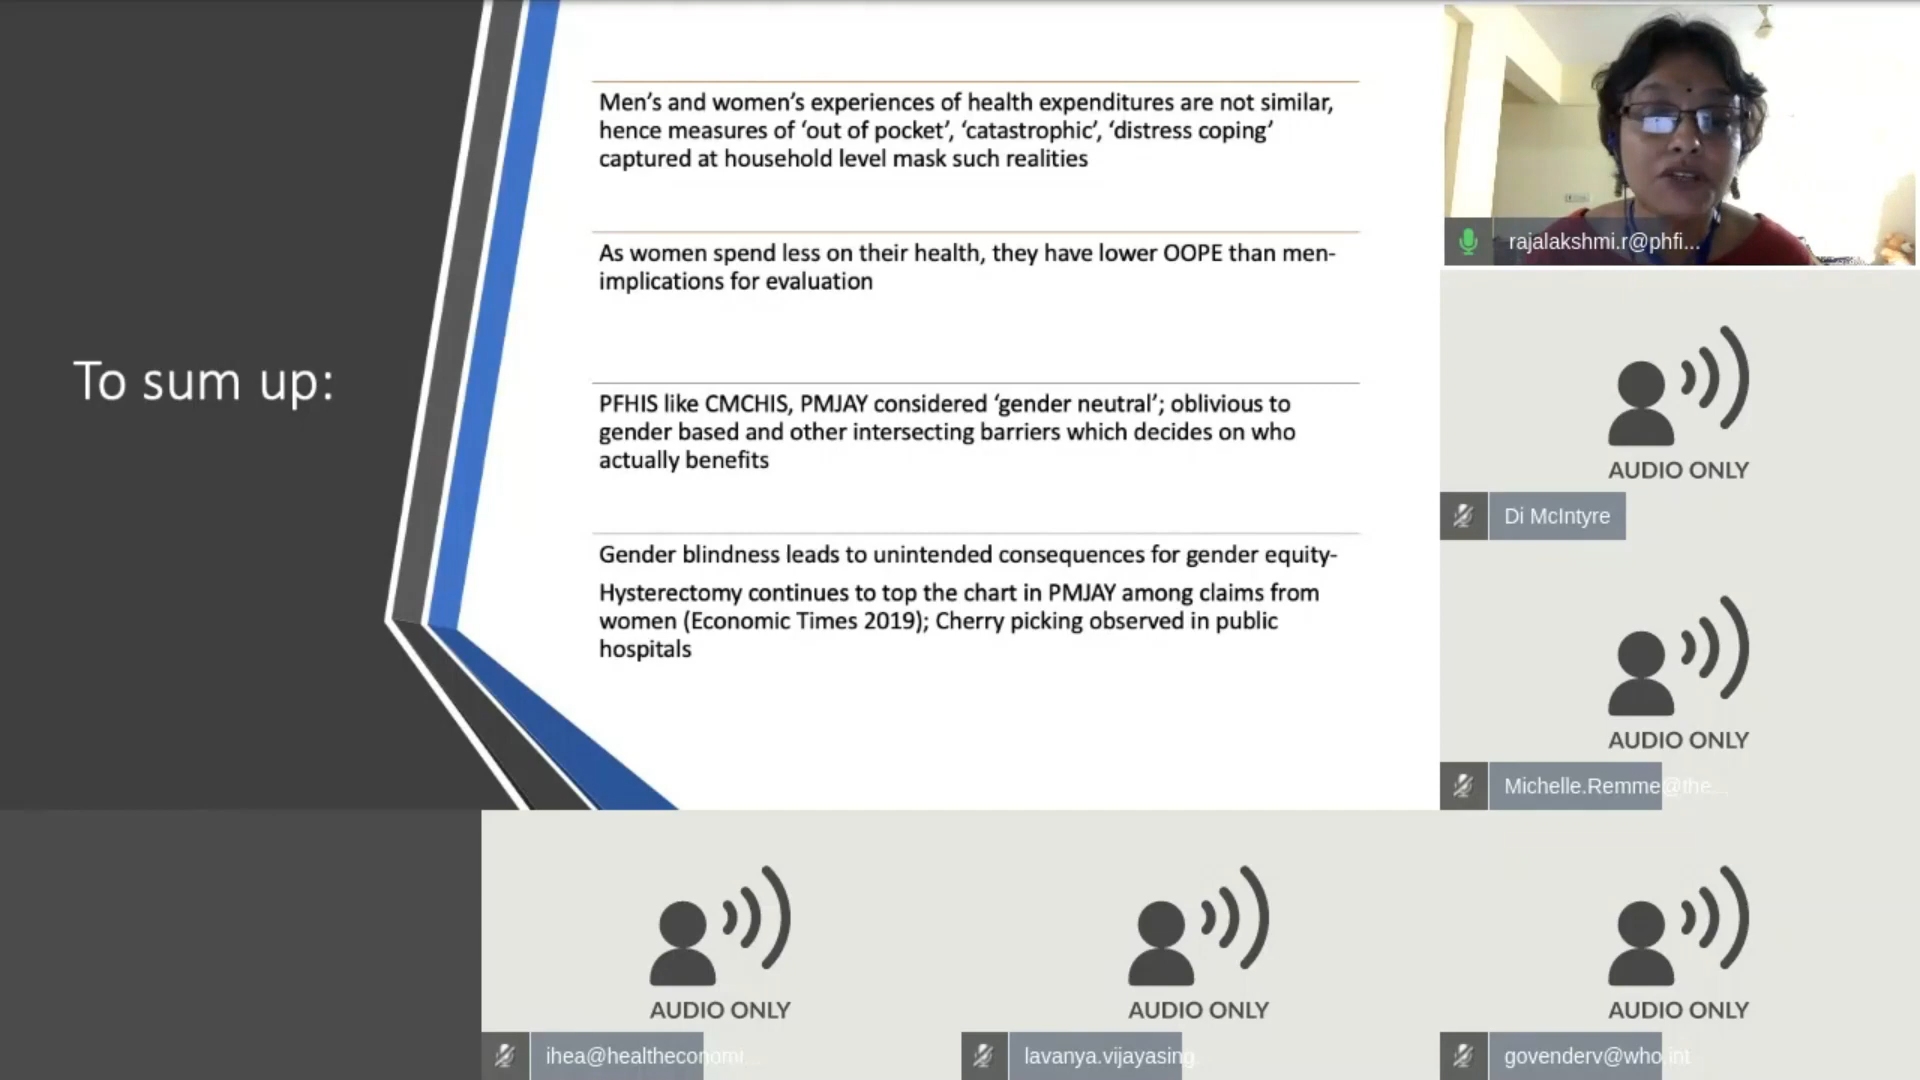 To sum up:
Men’s and women’s experiences of health expenditures are not similar,
hence measures of ‘out of pocket’, ‘catastrophic’, ‘distress coping’
captured at household level mask such realities
As women spend less on their health, they have lower OOPE than men-
implications for evaluation
PFHIS like CMCHIS, PMJAY considered ‘gender neutral’; oblivious to
gender based and other intersecting barriers which decides on who
actually benefits
Gender blindness leads to unintended consequences for gender equity-
Hysterectomy continues to top the chart in PMJAY among claims from
women (Economic Times 2019); Cherry picking observed in public
hospitals
rajalakshmi.r@phfi...
AUDIO ONLY
Di McIntyre
AUDIO ONLY
Michelle.Remme@the...
AUDIO ONLY
ihea@healtheconomi...
AUDIO ONLY
lavanya.vijayasing
AUDIO ONLY
govenderv@who.int